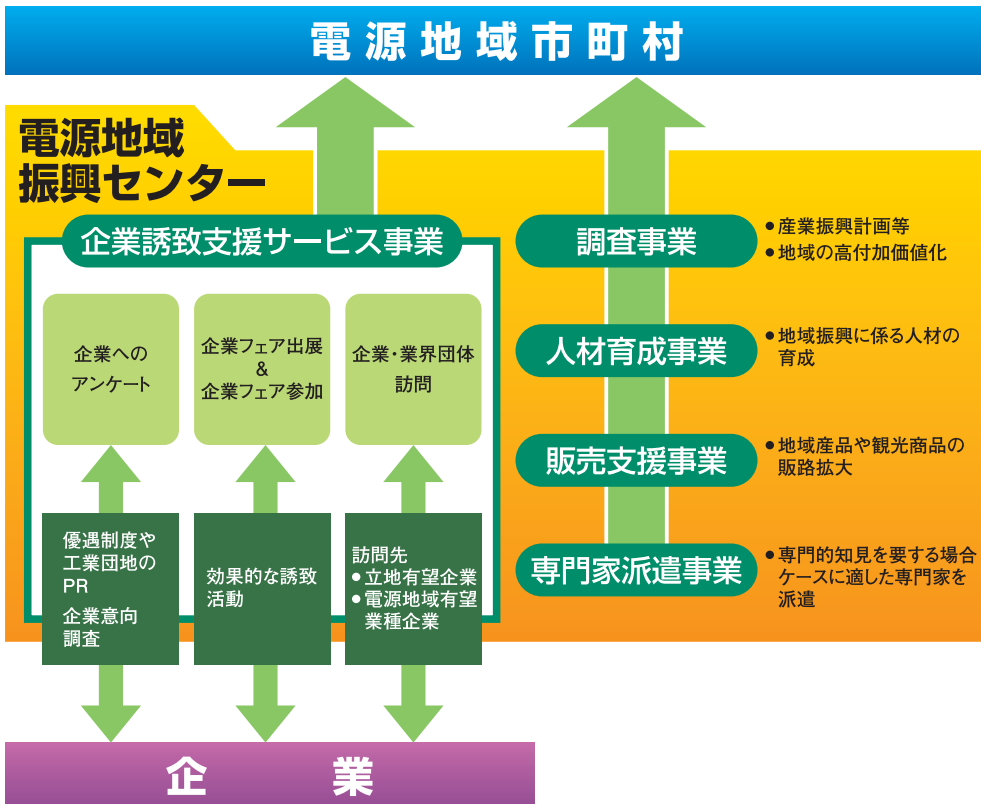 電源地域市町村
電源地域
振興センター
企業誘致支援サービス事業
企業への
アンケート
企業フェア出展
&
企業フェア参加
企業・業界団体
訪問
優遇制度や
工業団地の
PR
企業意向
調査
効果的な誘致
活動
訪問先
●立地有望企業
●電源地域有望
業種企業
調査事業
●産業振興計画等
●地域の高付加価値化
人材育成事業
●地域振興に係る人材の
育成
販売支援事業
●地域産品や観光商品の
販路拡大
専門家派遣事業
●専門的知見を要する場合
ケースに適した専門家を
派遣
企業